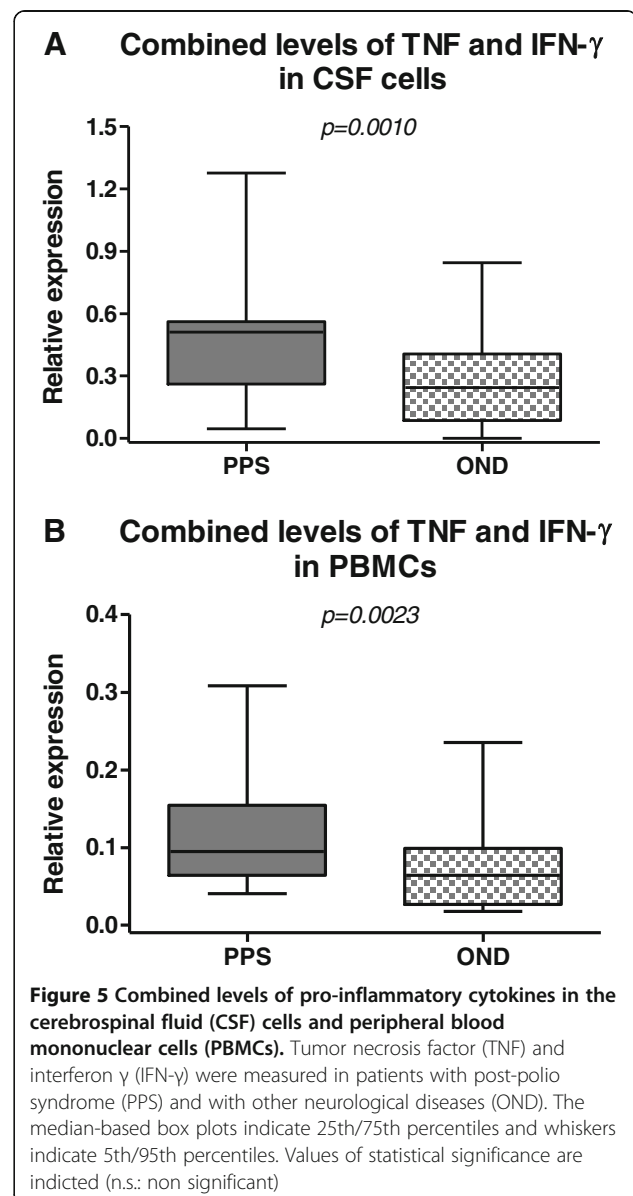 A Combined levels of TNF and IFN-γ
in CSF cells
p=0.0010
1.5
1.2
0.9
0.6
0.3
0.0
Relative expression
PPS OND
B Combined levels of TNF and IFN-γ
in PBMCs
p=0.0023
0.4
0.3
0.2
0.1
0.0
Relative expression
PPS OND
Figure 5 Combined levels of pro-inflammatory cytokines in the
cerebrospinal fluid (CSF) cells and peripheral blood
mononuclear cells (PBMCs). Tumor necrosis factor (TNF) and
interferon γ (IFN-γ) were measured in patients with post-polio
syndrome (PPS) and with other neurological diseases (OND). The
median-based box plots indicate 25th/75th percentiles and whiskers
indicate 5th/95th percentiles. Values of statistical significance are
indicted (n.s.: non significant)